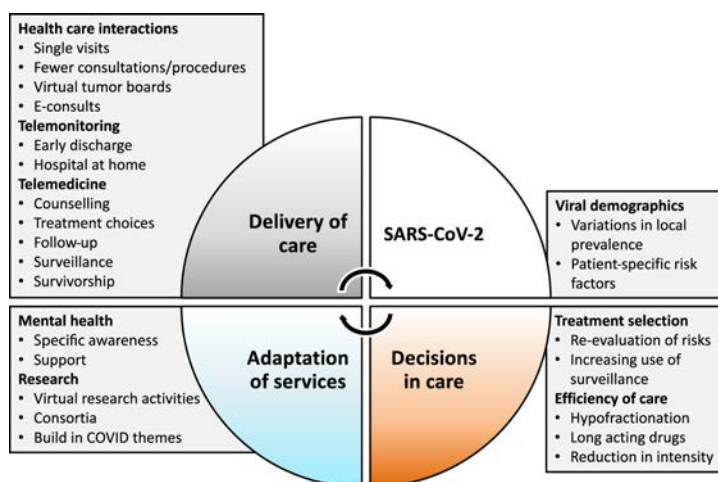 Health care interactions
• Single visits
• Fewer consultations/procedures
• Virtual tumor boards
• E-consults
Telemonitoring
• Early discharge
• Hospital at home
Telemedicine
• Counselling
• Treatment choices
• Follow-up
• Surveillance
• Survivorship
Delivery of
care
SARS-CoV-2
Viral demographics
• Variations in local
prevalence
• Patient-specific risk
factors
Mental health
• Specific awareness
• Support
Research
• Virtual research activities
• Consortia
• Build in COVID themes
Adaptation
of services
Decisions
in care
Treatment selection
• Re-evaluation of risks
• Increasing use of
surveillance
Efficiency of care
• Hypofractionation
• Long acting drugs
• Reduction in intensity